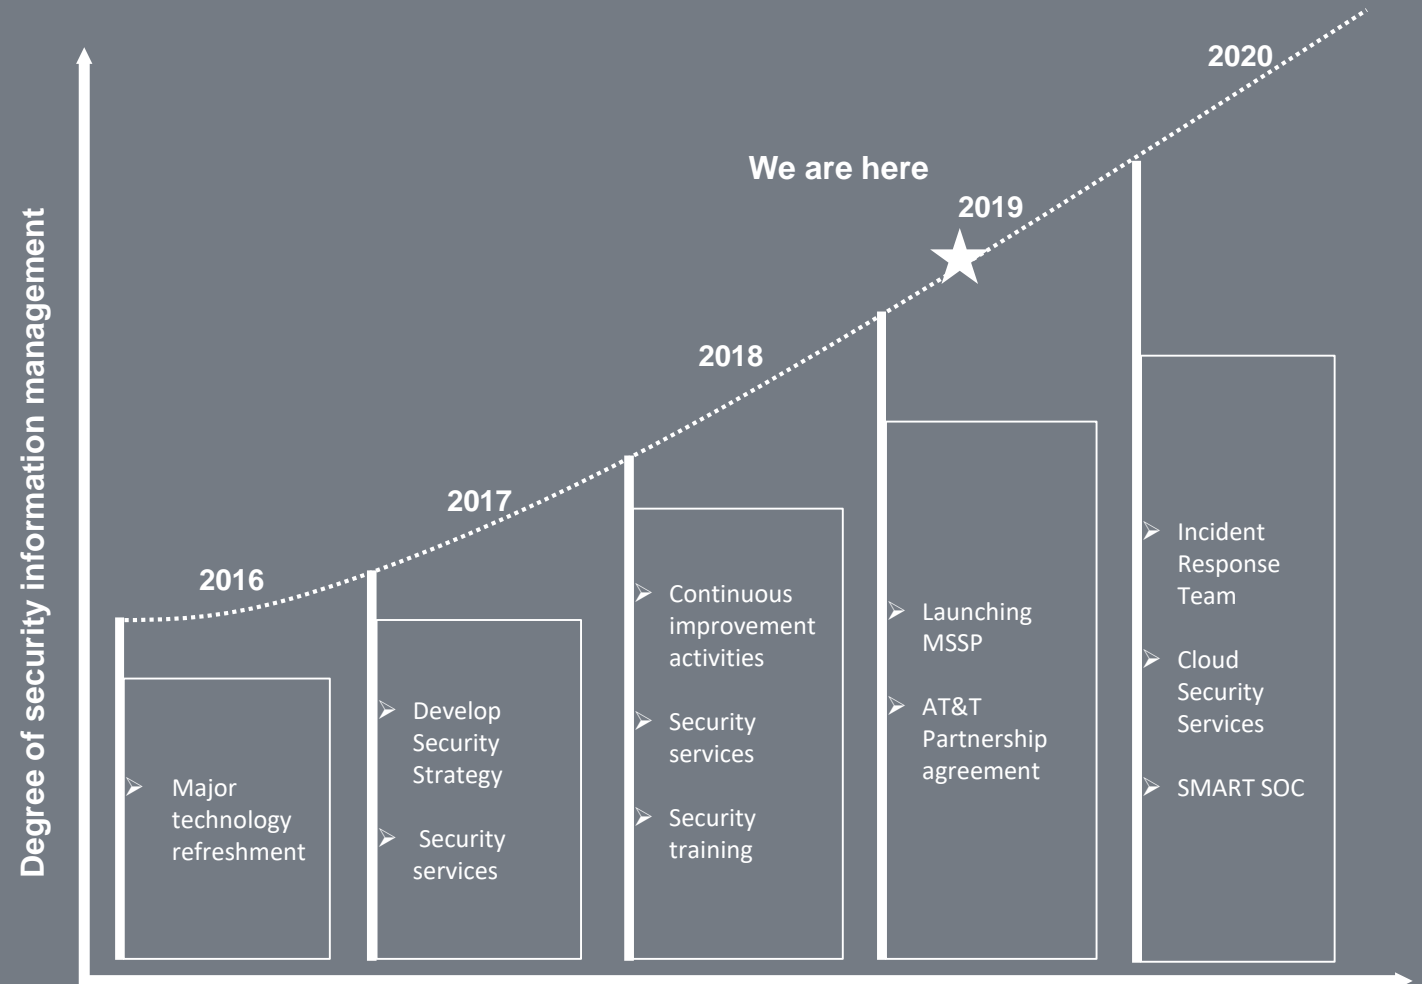 2020
We are here
2019
2018
2017
2016
Degree of security information management
Major
technology
refreshment
Develop
Security
Strategy
Security
services
Continuous
improvement
activities
Security
services
Security
training
Launching
MSSP
AT&T
Partnership
agreement
Incident
Response
Team
Cloud
Security
Services
SMART SOC